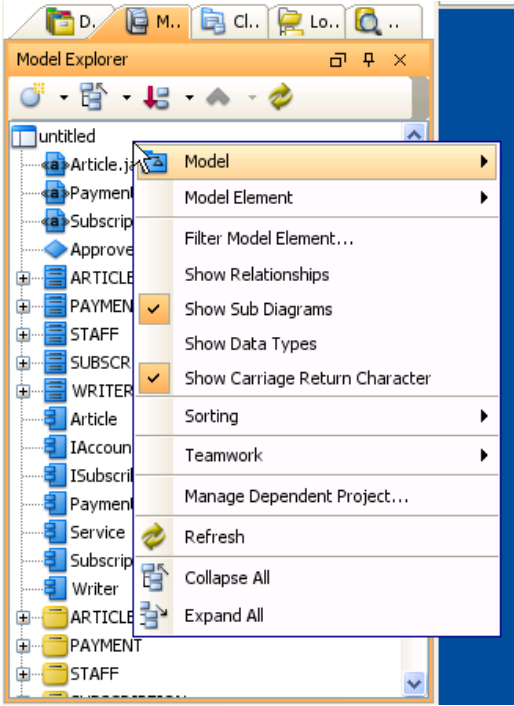 D.. M.. Cl.. Lo.. ..
Model Explorer
untitled
Article.ja
Payment
Subscrip
Approve
ARTICLE
PAYMEN
STAFF
SUBSCR
WRITER
Article
IAccoun
ISubscril
Payment
Service
Subscrip
Writer
ARTICLE
PAYMENT
STAFF
SUBSCRIPTION
Model
Model Element
Filter Model Element...
Show Relationships
Show Sub Diagrams
Show Data Types
Show Carriage Return Character
Sorting
Teamwork
Manage Dependent Project...
Refresh
Collapse All
Expand All